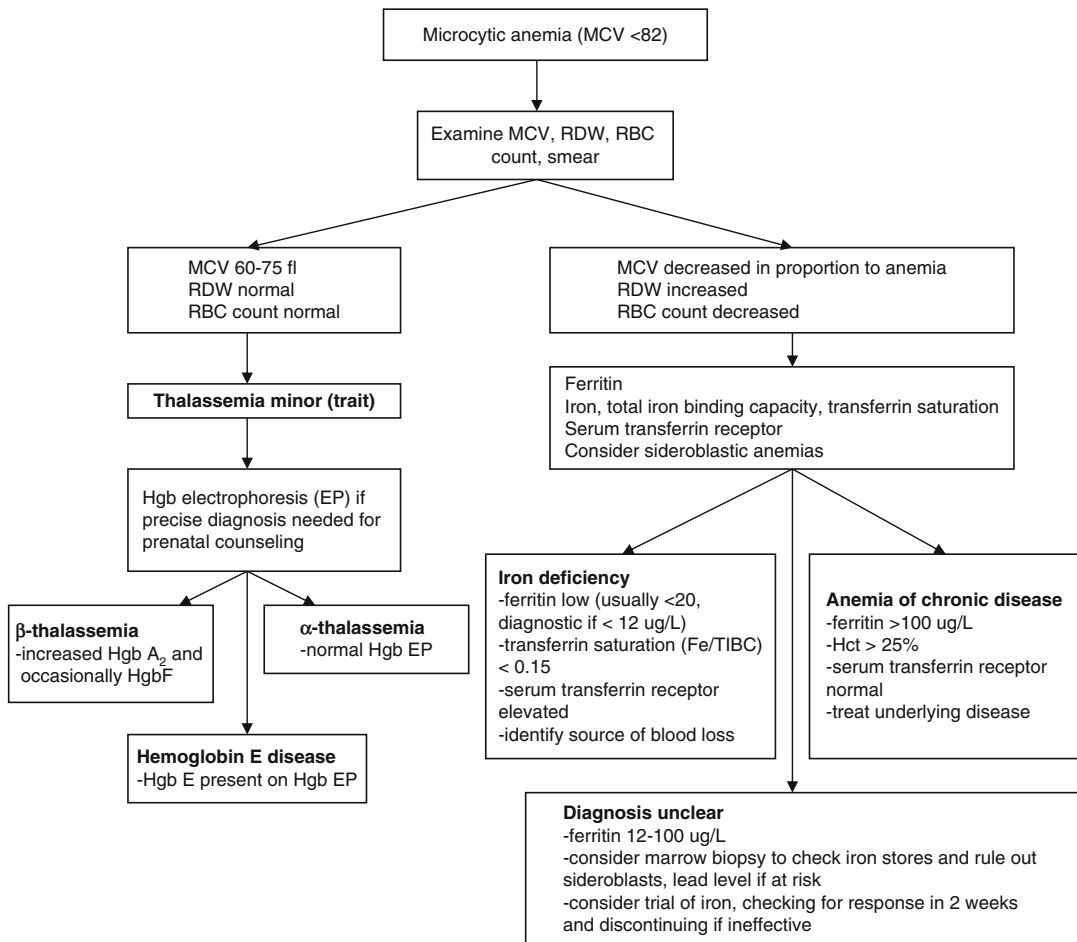 Microcytic anemia (MCV <82)
Examine MCV, RDW, RBC
count, smear
MCV 60-75 fl
RDW normal
RBC count normal
MCV decreased in proportion to anemia
RDW increased
RBC count decreased
Thalassemia minor (trait)
Ferritin
Iron, total iron binding capacity, transferrin saturation
Serum transferrin receptor
Consider sideroblastic anemias
Hgb electrophoresis (EP) if
precise diagnosis needed for
prenatal counseling
β-thalassemia
-increased Hgb A₂ and
occasionally HgbF
α-thalassemia
-normal Hgb EP
Hemoglobin E disease
-Hgb E present on Hgb EP
Iron deficiency
-ferritin low (usually <20,
diagnostic if < 12 ug/L)
-transferrin saturation (Fe/TIBC)
< 0.15
-serum transferrin receptor
elevated
-identify source of blood loss
Anemia of chronic disease
-ferritin >100 ug/L
-Hct > 25%
-serum transferrin receptor
normal
-treat underlying disease
Diagnosis unclear
-ferritin 12-100 ug/L
-consider marrow biopsy to check iron stores and rule out
sideroblasts, lead level if at risk
-consider trial of iron, checking for response in 2 weeks
and discontinuing if ineffective